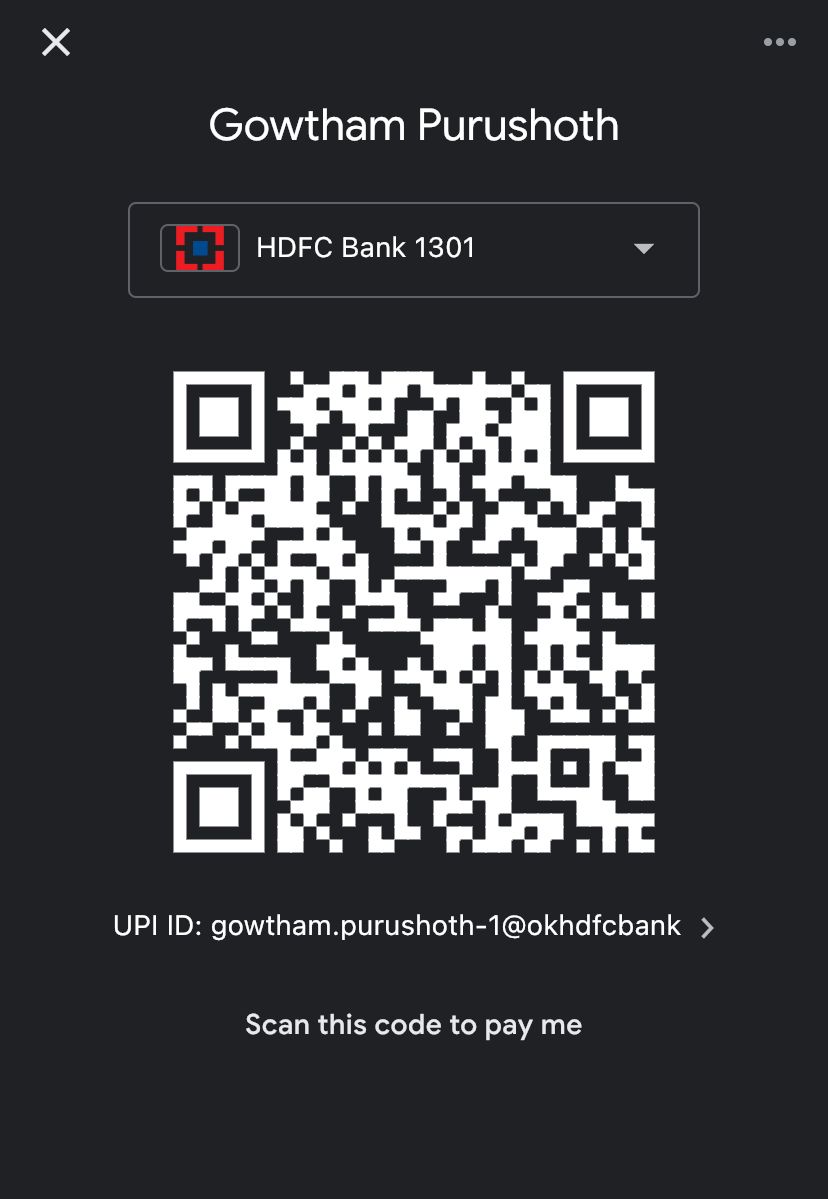 Gowtham Purushoth
HDFC Bank 1301
UPI ID: gowtham.purushoth-1@okhdfcbank
Scan this code to pay me